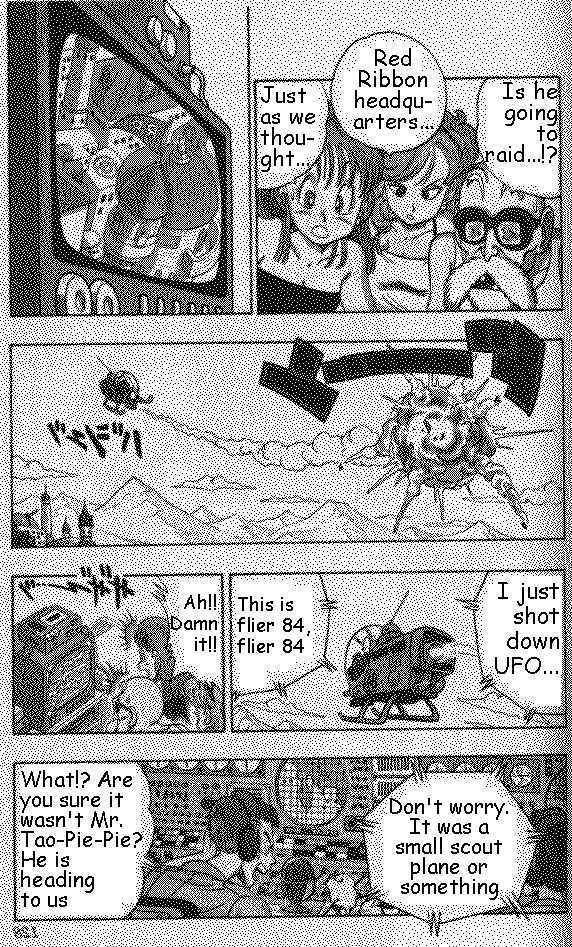 Is he
going
to
raid...!?
Red
Ribbon
headqu-
arters...
Just
as we
thou-
ght...
I just
shot
down
UFO...
This is
flier 84,
flier 84
Ah!!
Damn
it!!
Don't worry.
It was a
small scout
plane or
something
What!? Are
you sure it
wasn't Mr.
Tao-Pie-Pie?
He is
heading
to us